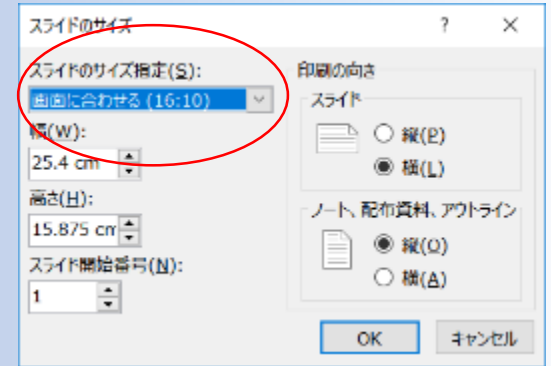 スライドのサイズ ? ×
スライドのサイズ指定(S):
画面に合わせる (16:10)
幅(W):
25.4 cm
高さ(H):
15.875 cm
スライド開始番号(N):
1
印刷の向き
スライド
縦(P)
横(L)
ノート、配布資料、アウトライン
縦(O)
横(A)
OK キャンセル